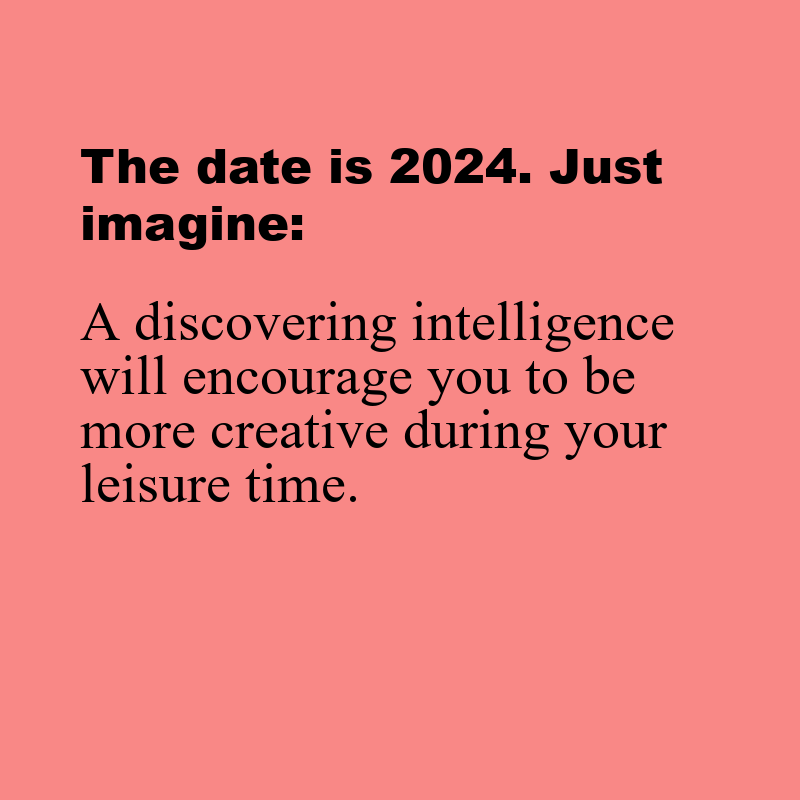 The date is 2024. Just
imagine:
A discovering intelligence
will encourage you to be
more creative during your
leisure time.